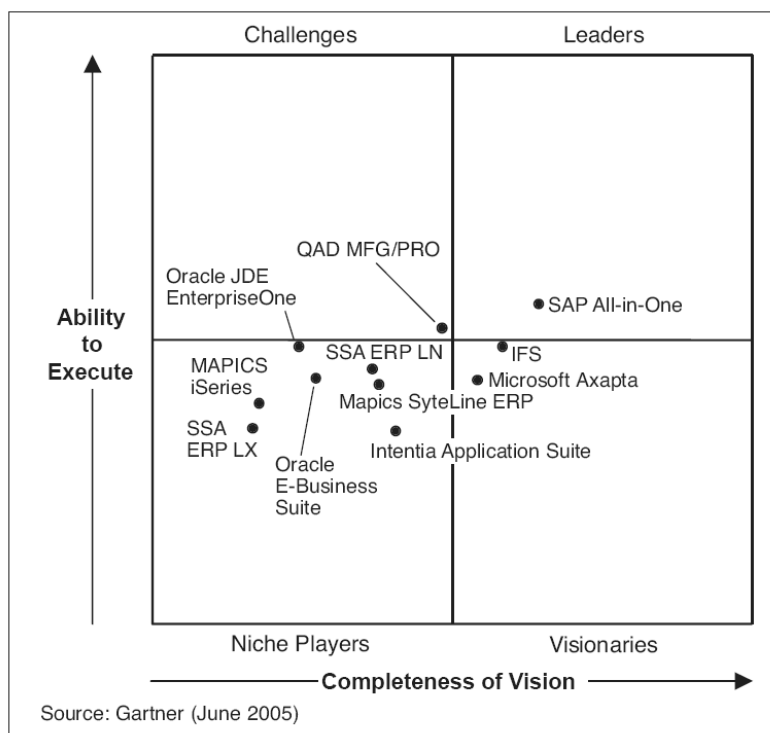 Challenges
Leaders
QAD MFG/PRO
Oracle JDE
EnterpriseOne
SAP All-in-One
Ability
to
Execute
SSA ERP LN
IFS
MAPICS
iSeries
Microsoft Axapta
Mapics SyteLine ERP
SSA
ERP LX
Intentia Application Suite
Oracle
E-Business
Suite
Niche Players
Visionaries
Completeness of Vision
Source: Gartner (June 2005)